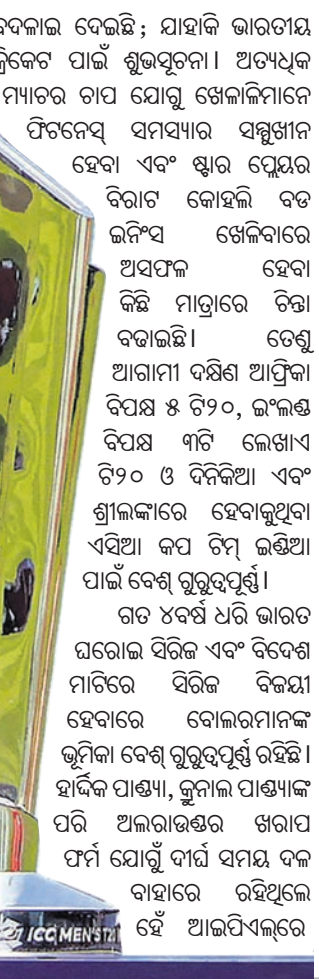 ବଦଳାଇ ଦେଇଛି; ଯାହାକି ଭାରତୀୟ
କ୍ରିକେଟ ପାଇଁ ଶୁଭସୂଚନା। ଅତ୍ୟଧିକ
ମ୍ୟାଚର ଚାପ ଯୋଗୁ ଖେଳାଳିମାନେ
ଫିଟନେସ୍ ସମସ୍ୟାର ସମ୍ମୁଖୀନ
ହେବା ଏବଂ ଷ୍ଟାର ପ୍ଲେୟର
ବିରାଟ କୋହଲି ବଡ
ଇନିଂସ ଖେଳିବାରେ
ଅସଫଳ ହେବା
କିଛି ମାତ୍ରାରେ ଚିନ୍ତା
ବଢାଇଛି। ତେଣୁ
ଆଗାମୀ ଦକ୍ଷିଣ ଆଫ୍ରିକା
ବିପକ୍ଷ ୫ ଟି୨୦, ଇଂଲଣ୍ଡ
ବିପକ୍ଷ ୩ଟି ଲେଖାଏ
ଟି୨୦ ଓ ଦିନିକିଆ ଏବଂ
ଶ୍ରୀଲଙ୍କାରେ ହେବାକୁଥିବା
ଏସିଆ କପ ଟିମ୍ ଇଣ୍ଡିଆ
ପାଇଁ ବେଶ୍ ଗୁରୁତ୍ୱପୂର୍ଣ୍ଣ।
ଗତ ୪ବର୍ଷ ଧରି ଭାରତ
ଘରୋଇ ସିରିଜ ଏବଂ ବିଦେଶ
ମାଟିରେ ସିରିଜ ବିଜୟୀ
ହେବାରେ ବୋଲରମାନଙ୍କ
ଭୂମିକା ବେଶ୍ ଗୁରୁତ୍ୱପୂର୍ଣ୍ଣ ରହିଛି।
ହାର୍ଦ୍ଦିକ ପାଣ୍ଡ୍ୟା, କ୍ରୁନାଲ ପାଣ୍ଡ୍ୟାଙ୍କ
ପରି ଅଲରାଉଣ୍ଡର ଖରାପ
ଫର୍ମ ଯୋଗୁଁ ଦୀର୍ଘ ସମୟ ଦଳ
ବାହାରେ ରହିଥିଲେ
ହେଁ ଆଇପିଏଲ୍‌ରେ
ICC MEN'S T20